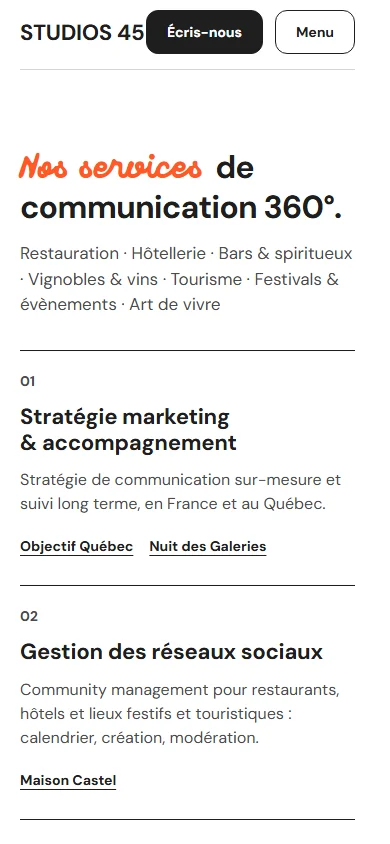 STUDIOS 45 Écris-nous Menu
Nos services de
communication 360°.
Restauration · Hôtellerie · Bars & spiritueux
· Vignobles & vins · Tourisme · Festivals &
évènements · Art de vivre
01
Stratégie marketing
& accompagnement
Stratégie de communication sur-mesure et
suivi long terme, en France et au Québec.
Objectif Québec Nuit des Galeries
02
Gestion des réseaux sociaux
Community management pour restaurants,
hôtels et lieux festifs et touristiques :
calendrier, création, modération.
Maison Castel